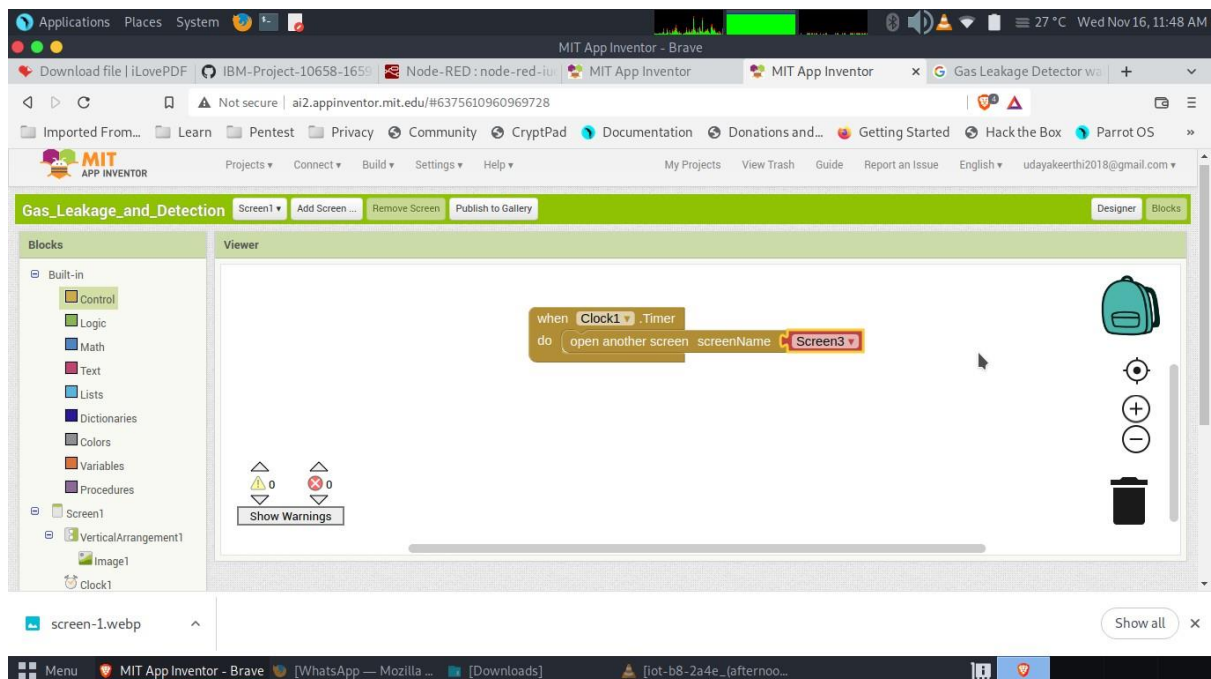 Applications Places System 27 °C Wed Nov 16, 11:48 AM
MIT App Inventor - Brave
Download file | iLovePDF IBM-Project-10658-1659 Node-RED : node-red-iu MIT App Inventor MIT App Inventor x G Gas Leakage Detector wa +
Not secure ai2.appinventor.mit.edu/#6375610960969728
Imported From... Learn Pentest Privacy Community CryptPad Documentation Donations and... Getting Started Hack the Box Parrot OS »
MIT APP INVENTOR Projects Connect Build Settings Help My Projects View Trash Guide Report an Issue English udayakeerthi2018@gmail.com
Gas_Leakage_and_Detection Screen1 Add Screen ... Remove Screen Publish to Gallery Designer Blocks
Blocks Viewer
Built-in
Control
Logic
Math
Text
Lists
Dictionaries
Colors
Variables
Procedures
Screen1
VerticalArrangement1
Image1
Clock1
when Clock1 .Timer
do open another screen screenName Screen3
0 0
Show Warnings
screen-1.webp Show all
Menu MIT App Inventor - Brave [WhatsApp — Mozilla ... [Downloads] [iot-b8-2a4e_(afternoo...